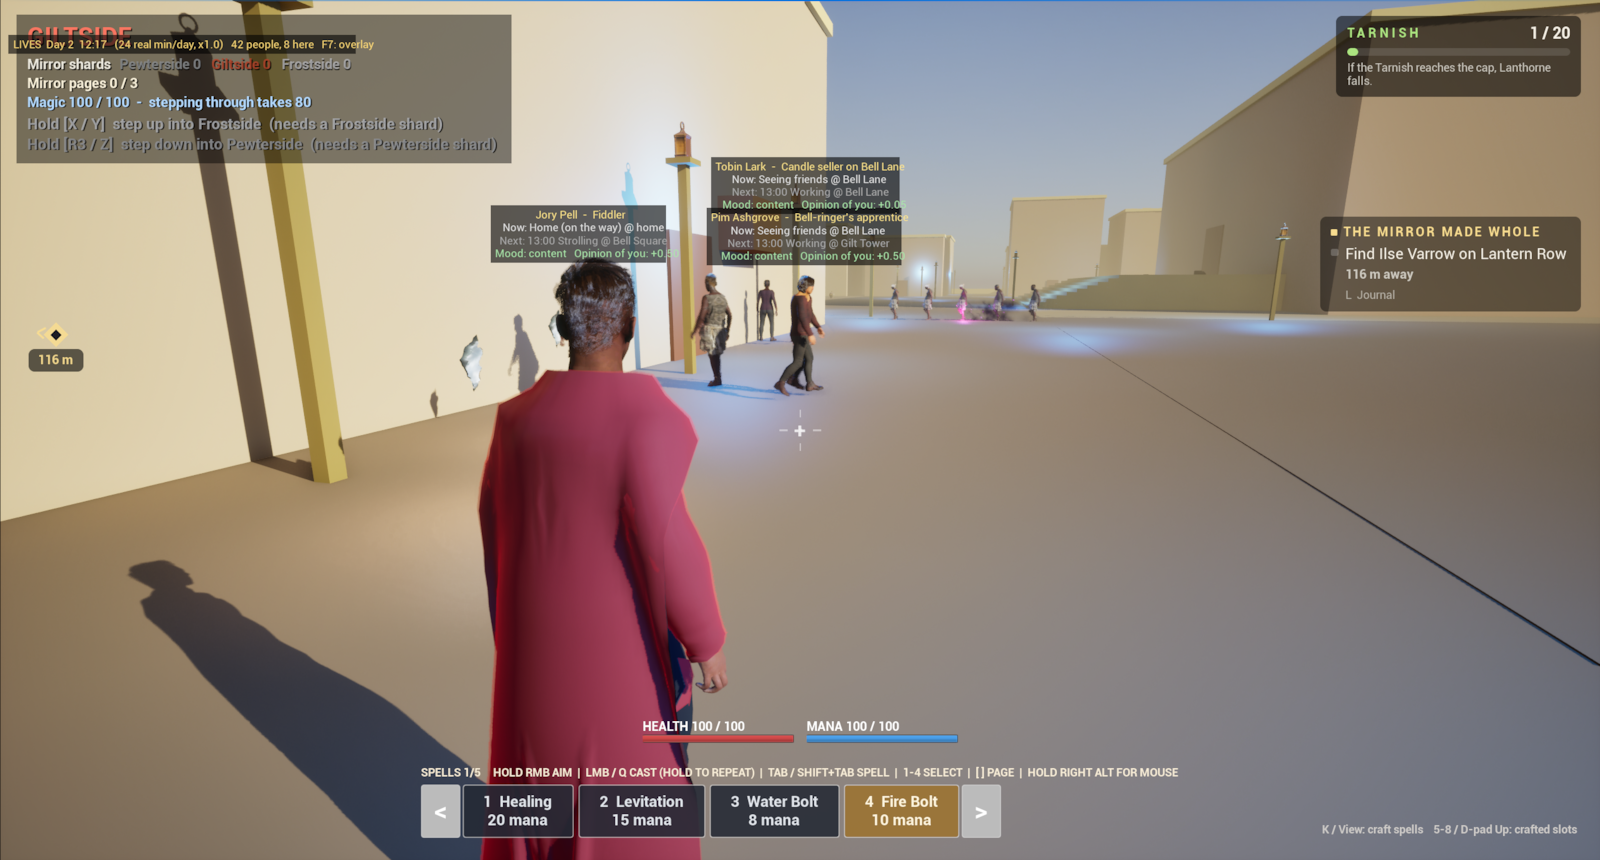 GILTSIDE
LIVES Day 2 12:17 (24 real min/day, x1.0) 42 people, 8 here F7: overlay
Mirror shards Pewterside 0 Giltside 0 Frostside 0
Mirror pages 0 / 3
Magic 100 / 100 - stepping through takes 80
Hold [X / Y] step up into Frostside (needs a Frostside shard)
Hold [R3 / Z] step down into Pewterside (needs a Pewterside shard)
TARNISH 1 / 20
If the Tarnish reaches the cap, Lanthorne
falls.
Tobin Lark - Candle seller on Bell Lane
Now: Seeing friends @ Bell Lane
Next: 13:00 Working @ Bell Lane
Mood: content Opinion of you: +0.05
Jory Pell - Fiddler
Now: Home (on the way) @ home
Next: 13:00 Strolling @ Bell Square
Mood: content Opinion of you: +0.50
Pim Ashgrove - Bell-ringer's apprentice
Now: Seeing friends @ Bell Lane
Next: 13:00 Working @ Gilt Tower
Mood: content Opinion of you: +0.50
THE MIRROR MADE WHOLE
Find Ilse Varrow on Lantern Row
116 m away
L Journal
116 m
HEALTH 100 / 100 MANA 100 / 100
SPELLS 1/5 HOLD RMB AIM | LMB / Q CAST (HOLD TO REPEAT) | TAB / SHIFT+TAB SPELL | 1-4 SELECT | [ ] PAGE | HOLD RIGHT ALT FOR MOUSE
<
1 Healing
20 mana
2 Levitation
15 mana
3 Water Bolt
8 mana
4 Fire Bolt
10 mana
>
K / View: craft spells 5-8 / D-pad Up: crafted slots